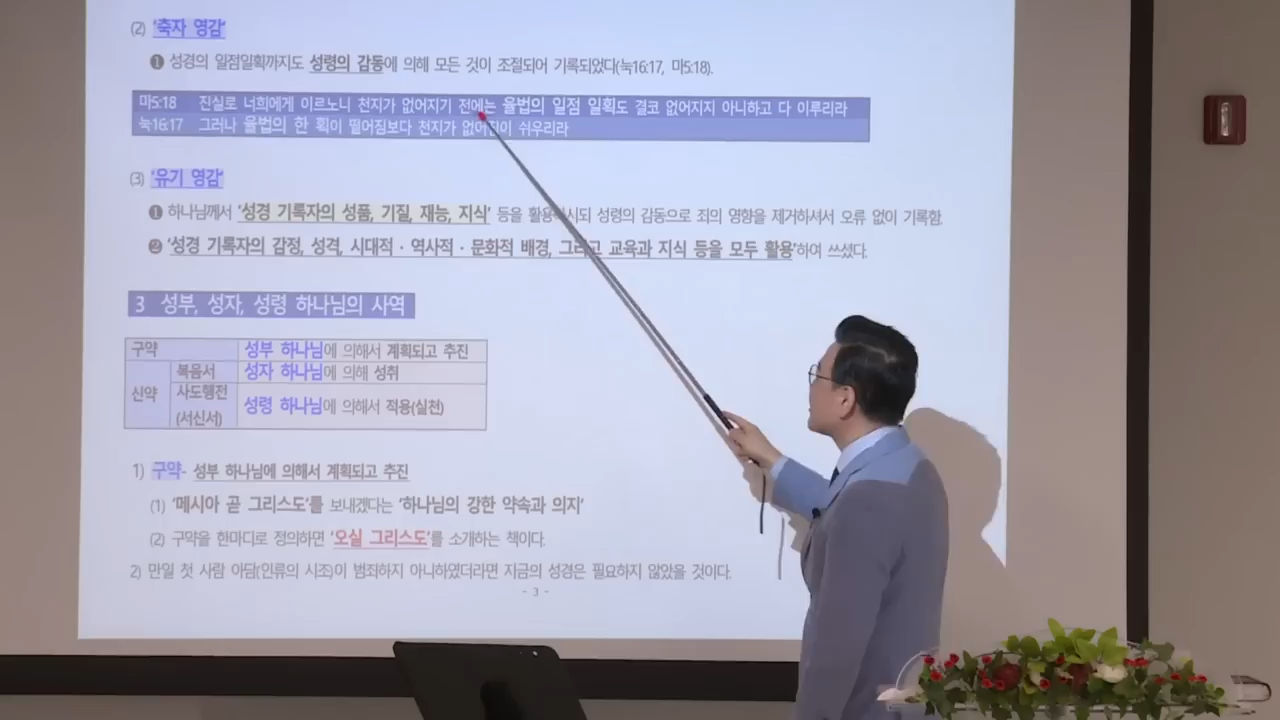 (2) '축자 영감'
❶ 성경의 일점일획까지도 성령의 감동에 의해 모든 것이 조절되어 기록되었다(눅16:17, 마5:18).
마5:18 진실로 너희에게 이르노니 천지가 없어지기 전에는 율법의 일점 일획도 결코 없어지지 아니하고 다 이루리라
눅16:17 그러나 율법의 한 획이 떨어짐보다 천지가 없어짐이 쉬우리라
(3) '유기 영감'
❶ 하나님께서 '성경 기록자의 성품, 기질, 재능, 지식' 등을 활용하시되 성령의 감동으로 죄의 영향을 제거하셔서 오류 없이 기록함.
❷ '성경 기록자의 감정, 성격, 시대적 · 역사적 · 문화적 배경, 그리고 교육과 지식 등을 모두 활용'하여 쓰셨다.
3 성부, 성자, 성령 하나님의 사역
구약 성부 하나님에 의해서 계획되고 추진
신약 복음서 성자 하나님에 의해 성취
사도행전 (서신서) 성령 하나님에 의해서 적용(실천)
1) 구약- 성부 하나님에 의해서 계획되고 추진
(1) '메시아 곧 그리스도'를 보내겠다는 '하나님의 강한 약속과 의지'
(2) 구약을 한마디로 정의하면 '오실 그리스도'를 소개하는 책이다.
2) 만일 첫 사람 아담(인류의 시조)이 범죄하지 아니하였더라면 지금의 성경은 필요하지 않았을 것이다.
- 3 -